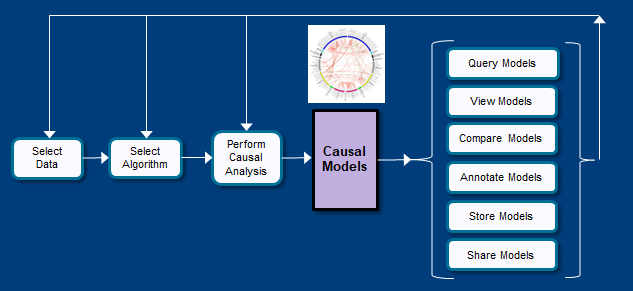 Select
Data
Select
Algorithm
Perform
Causal
Analysis
Causal
Models
Query Models
View Models
Compare Models
Annotate Models
Store Models
Share Models